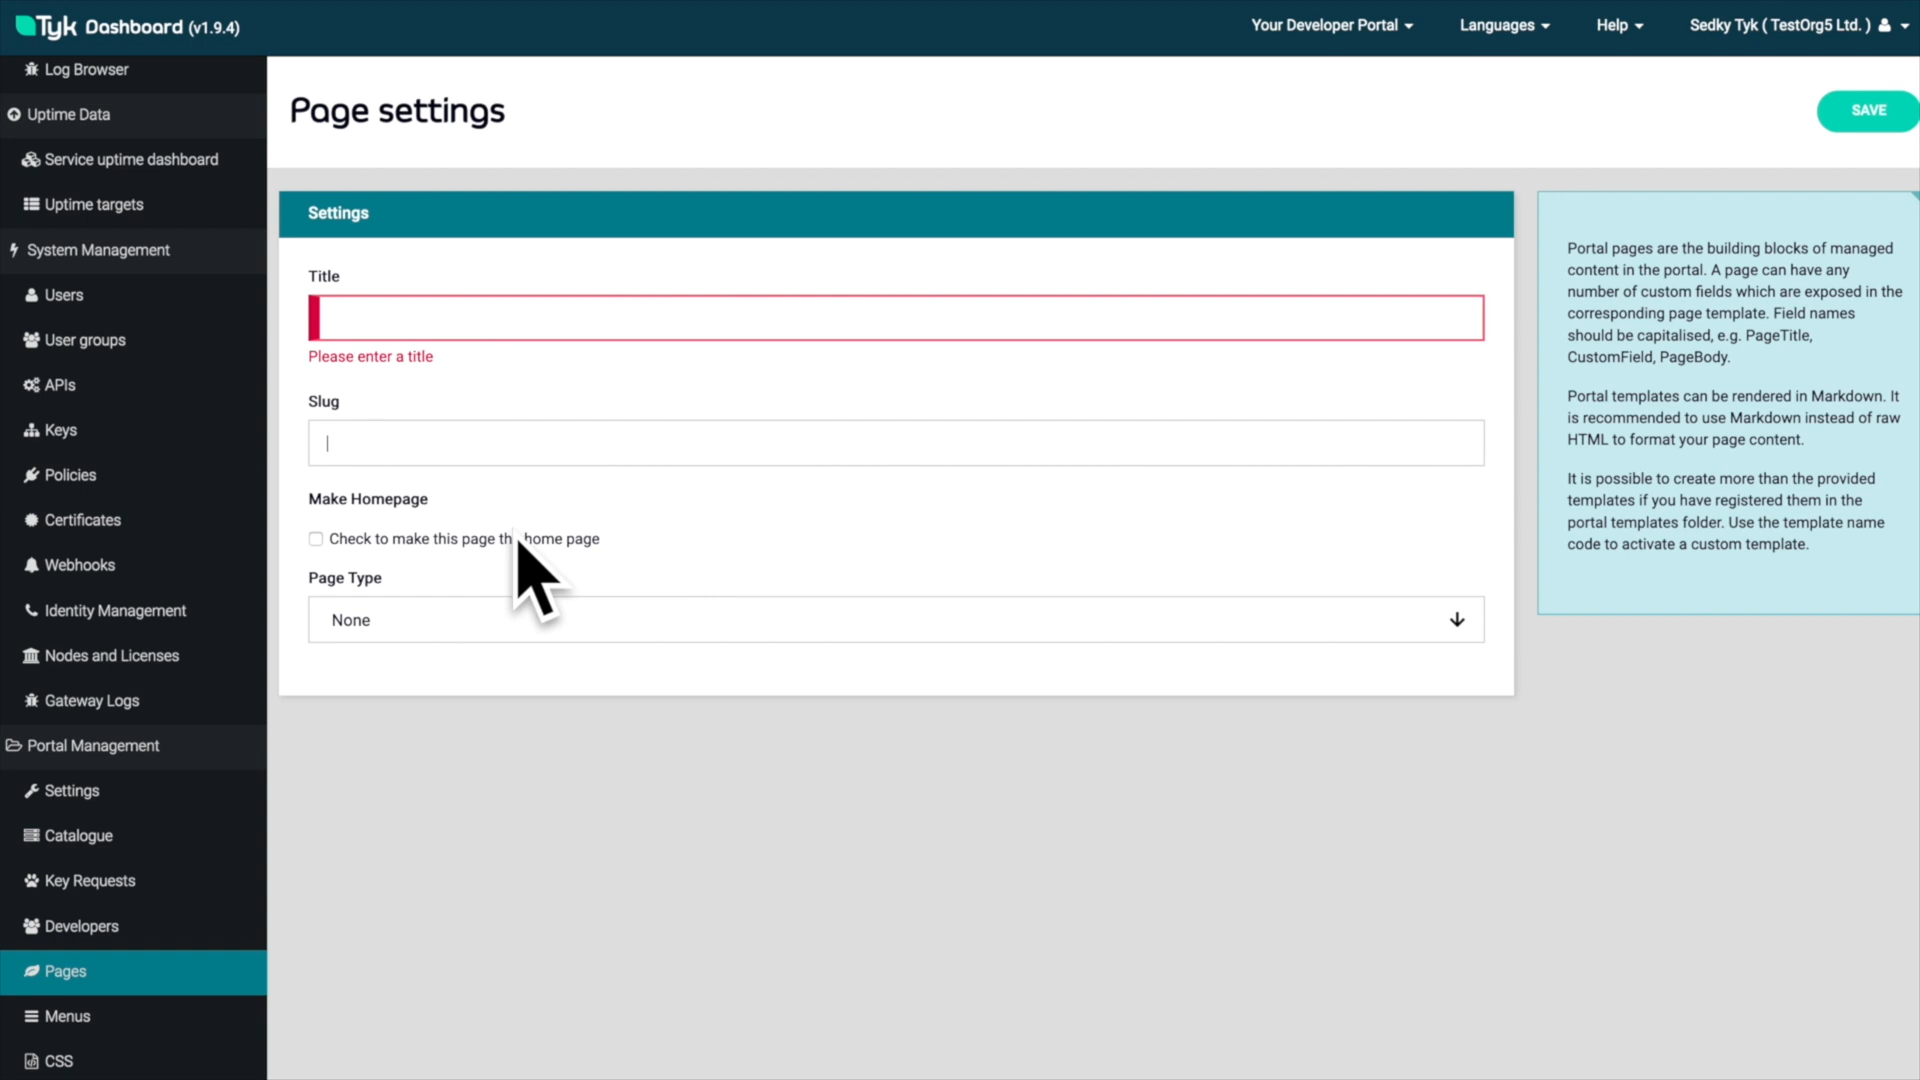 Tyk Dashboard (v1.9.4)
Your Developer Portal
Languages
Help
Sedky Tyk ( TestOrg5 Ltd. )
Log Browser
Uptime Data
Service uptime dashboard
Uptime targets
System Management
Users
User groups
APIs
Keys
Policies
Certificates
Webhooks
Identity Management
Nodes and Licenses
Gateway Logs
Portal Management
Settings
Catalogue
Key Requests
Developers
Pages
Menus
CSS
Page settings
SAVE
Settings
Title
Please enter a title
Slug
Make Homepage
Check to make this page th home page
Page Type
None
Portal pages are the building blocks of managed
content in the portal. A page can have any
number of custom fields which are exposed in the
corresponding page template. Field names
should be capitalised, e.g. PageTitle,
CustomField, PageBody.
Portal templates can be rendered in Markdown. It
is recommended to use Markdown instead of raw
HTML to format your page content.
It is possible to create more than the provided
templates if you have registered them in the
portal templates folder. Use the template name
code to activate a custom template.